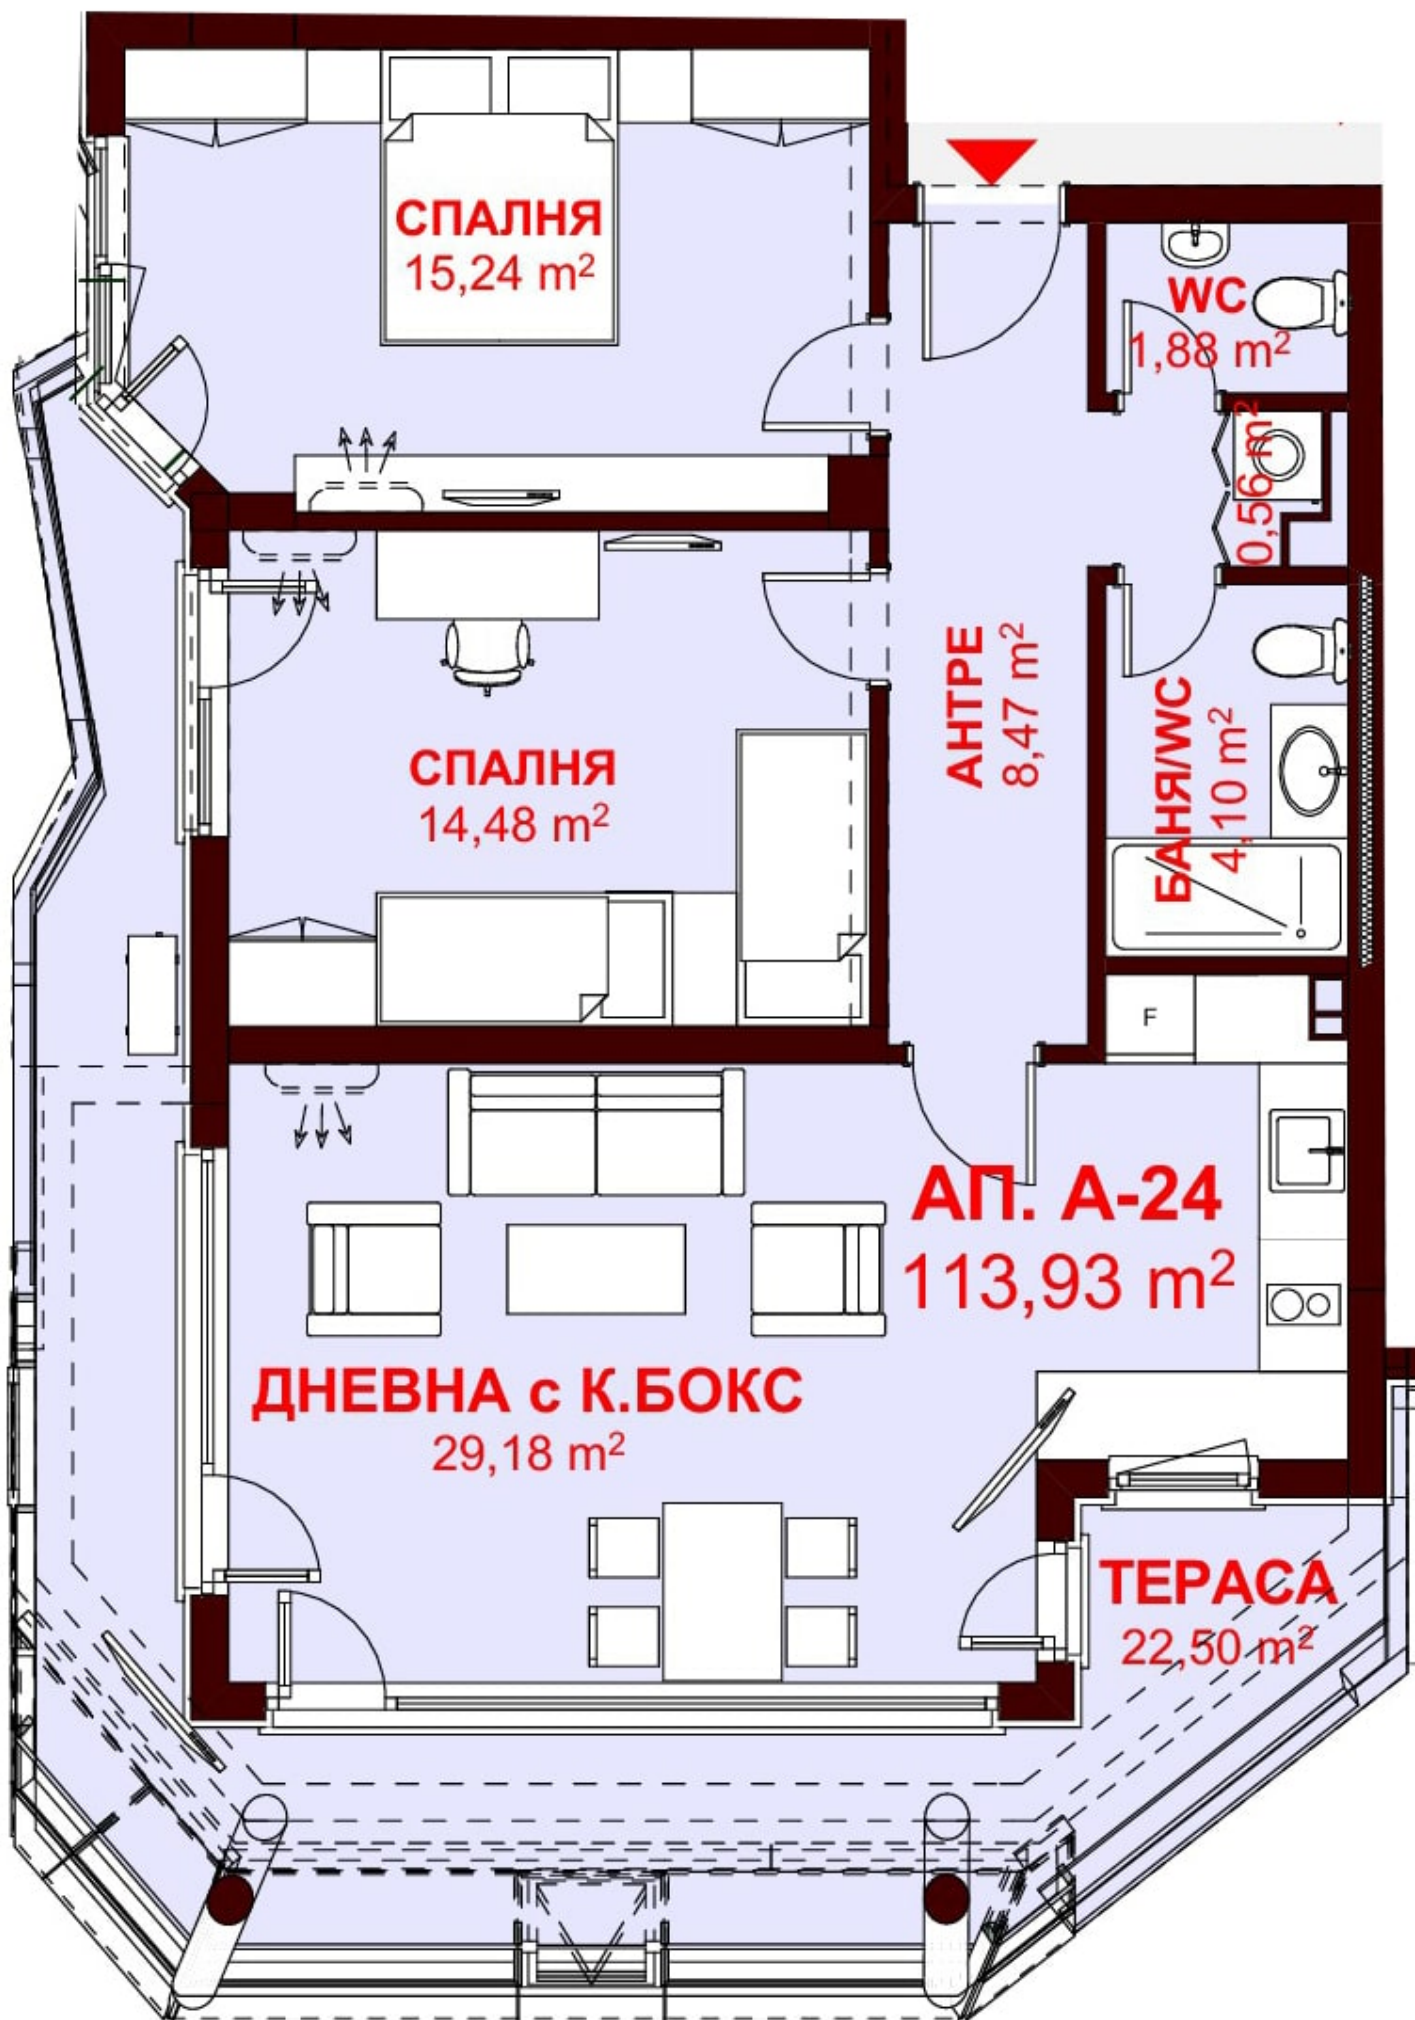 СПАЛНЯ
15,24 m²
WC
1,88 m²
0,56 m²
АНТРЕ
8,47 m²
СПАЛНЯ
14,48 m²
БАНЯ/WC
4,10 m²
F
АП. А-24
113,93 m²
ДНЕВНА с К.БОКС
29,18 m²
ТЕРАСА
22,50 m²